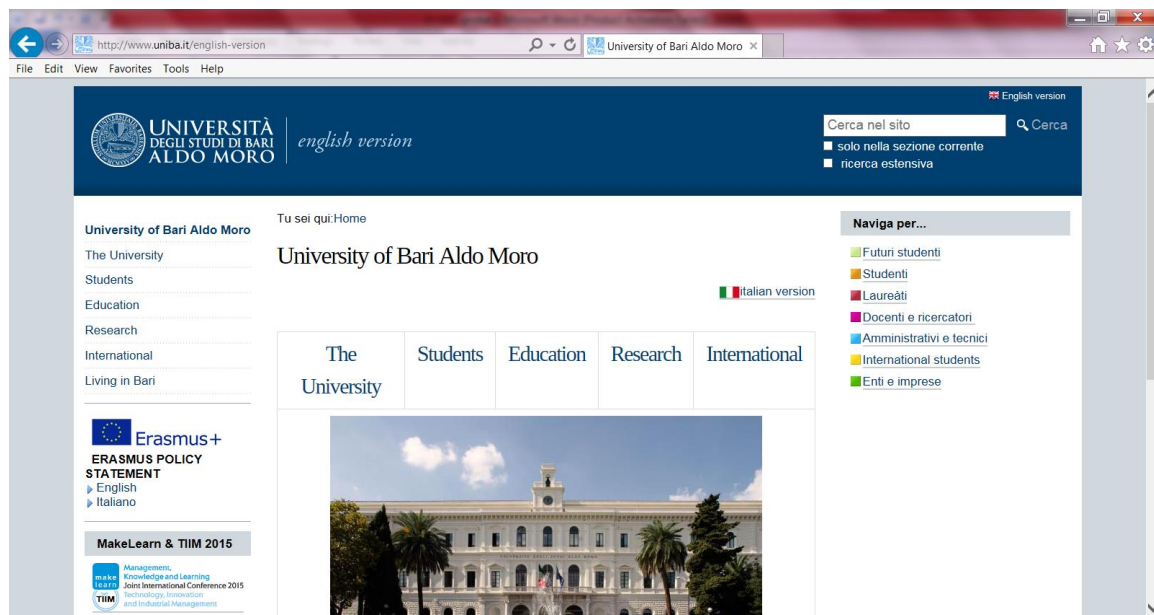 http://www.uniba.it/english-version
University of Bari Aldo Moro
File Edit View Favorites Tools Help
English version
UNIVERSITÀ
DEGLI STUDI DI BARI
ALDO MORO
english version
Cerca nel sito
Cerca
solo nella sezione corrente
ricerca estensiva
University of Bari Aldo Moro
The University
Students
Education
Research
International
Living in Bari
Erasmus+
ERASMUS POLICY
STATEMENT
English
Italiano
MakeLearn & TIIM 2015
make
learn
TIIM
Management,
Knowledge and Learning
Joint International Conference 2015
Technology, Innovation
and Industrial Management
Tu sei qui:Home
University of Bari Aldo Moro
italian version
The University
Students
Education
Research
International
Naviga per...
Futuri studenti
Studenti
Laureàti
Docenti e ricercatori
Amministrativi e tecnici
International students
Enti e imprese